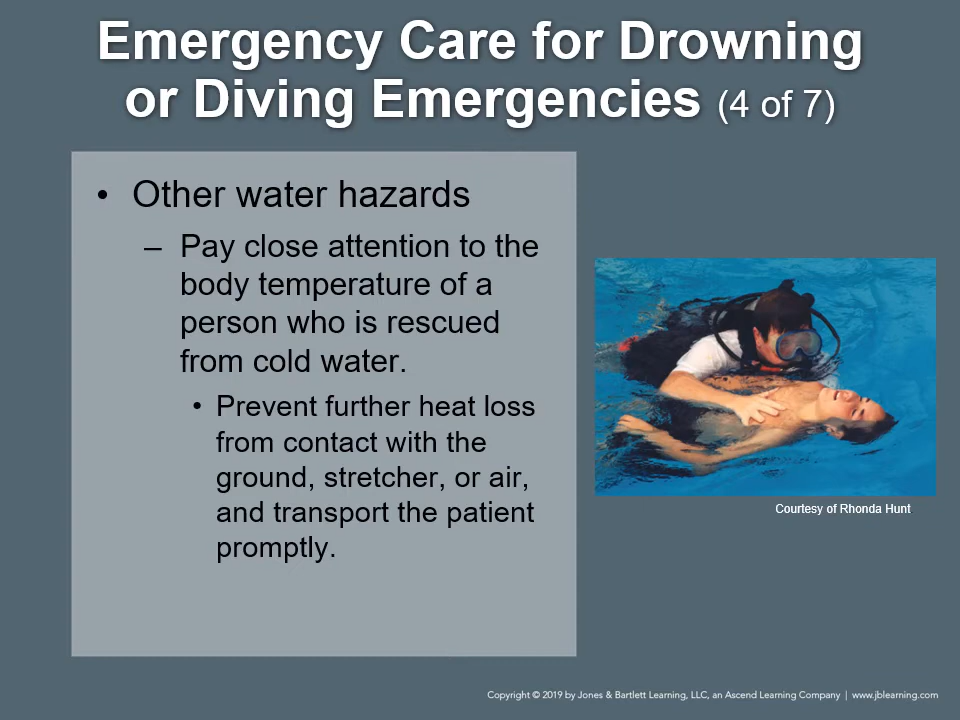 Emergency Care for Drowning
or Diving Emergencies (4 of 7)
• Other water hazards
– Pay close attention to the
body temperature of a
person who is rescued
from cold water.
• Prevent further heat loss
from contact with the
ground, stretcher, or air,
and transport the patient
promptly.
Courtesy of Rhonda Hunt
Copyright © 2019 by Jones & Bartlett Learning, LLC, an Ascend Learning Company | www.jblearning.com